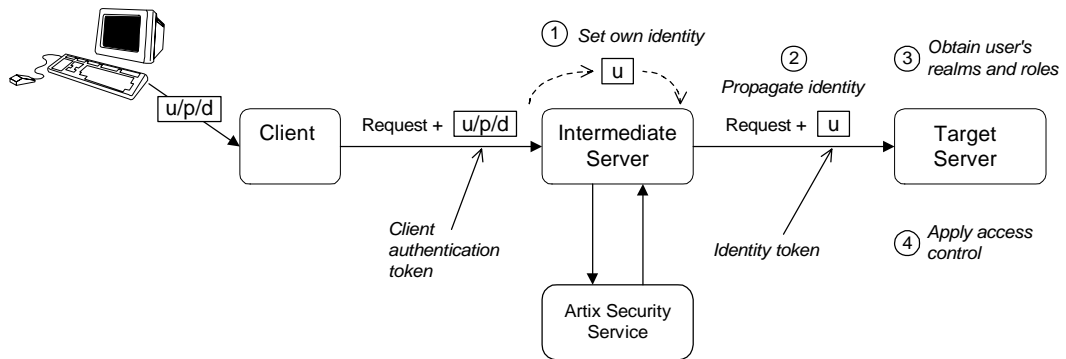 u/p/d
Client
Request + u/p/d
1 Set own identity
u
Intermediate
Server
2
Propagate identity
Request + u
3 Obtain user's
realms and roles
Target
Server
Client
authentication
token
Identity token
4 Apply access
control
Artix Security
Service